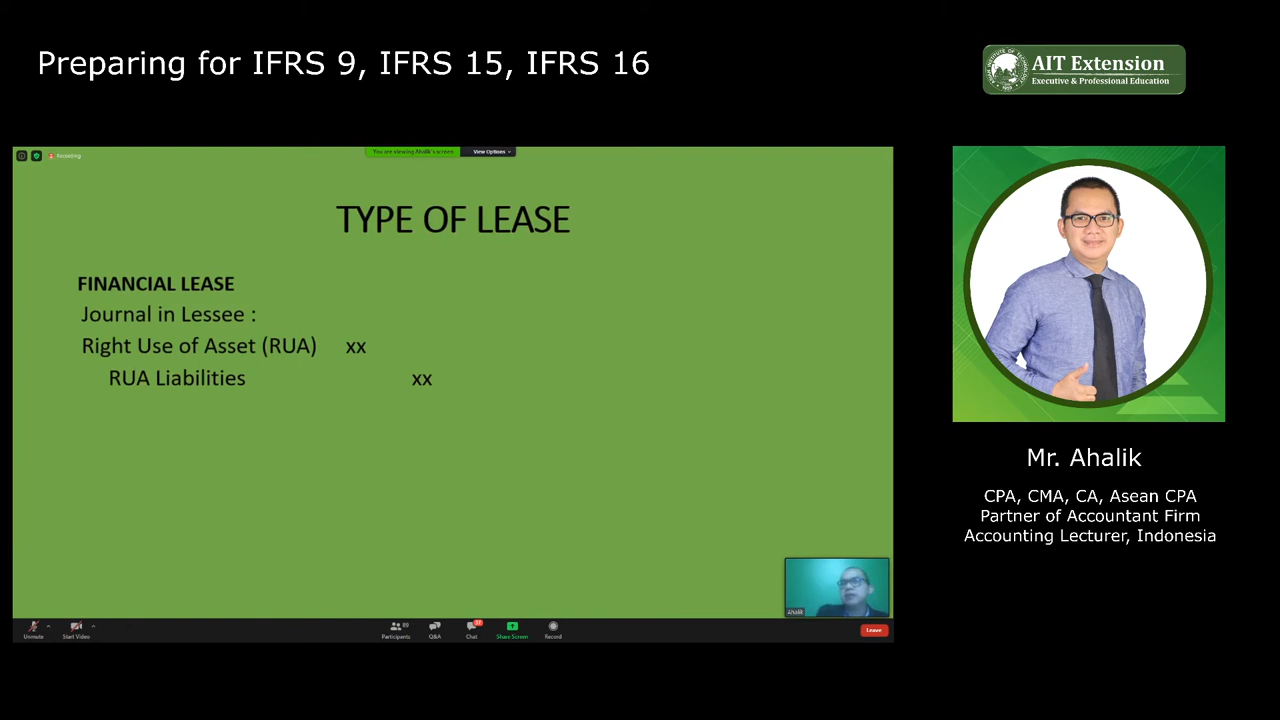 Preparing for IFRS 9, IFRS 15, IFRS 16
AIT Extension
Executive & Professional Education
You are viewing Ahalik's screen
View Options
TYPE OF LEASE
FINANCIAL LEASE
Journal in Lessee :
Right Use of Asset (RUA) xx
RUA Liabilities xx
Mr. Ahalik
CPA, CMA, CA, Asean CPA
Partner of Accountant Firm
Accounting Lecturer, Indonesia
Ahalik
Unmute
Start Video
Participants
89
Q&A
Chat
Share Screen
Record
Leave